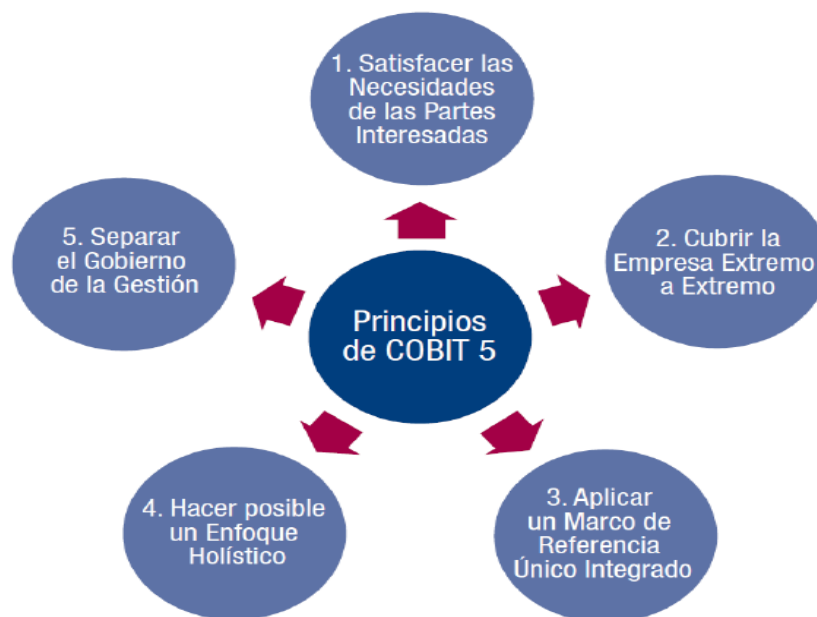 1. Satisfacer las
Necesidades
de las Partes
Interesadas
5. Separar
el Gobierno
de la Gestión
2. Cubrir la
Empresa Extremo
a Extremo
Principios
de COBIT 5
4. Hacer posible
un Enfoque
Holístico
3. Aplicar
un Marco de
Referencia
Único Integrado